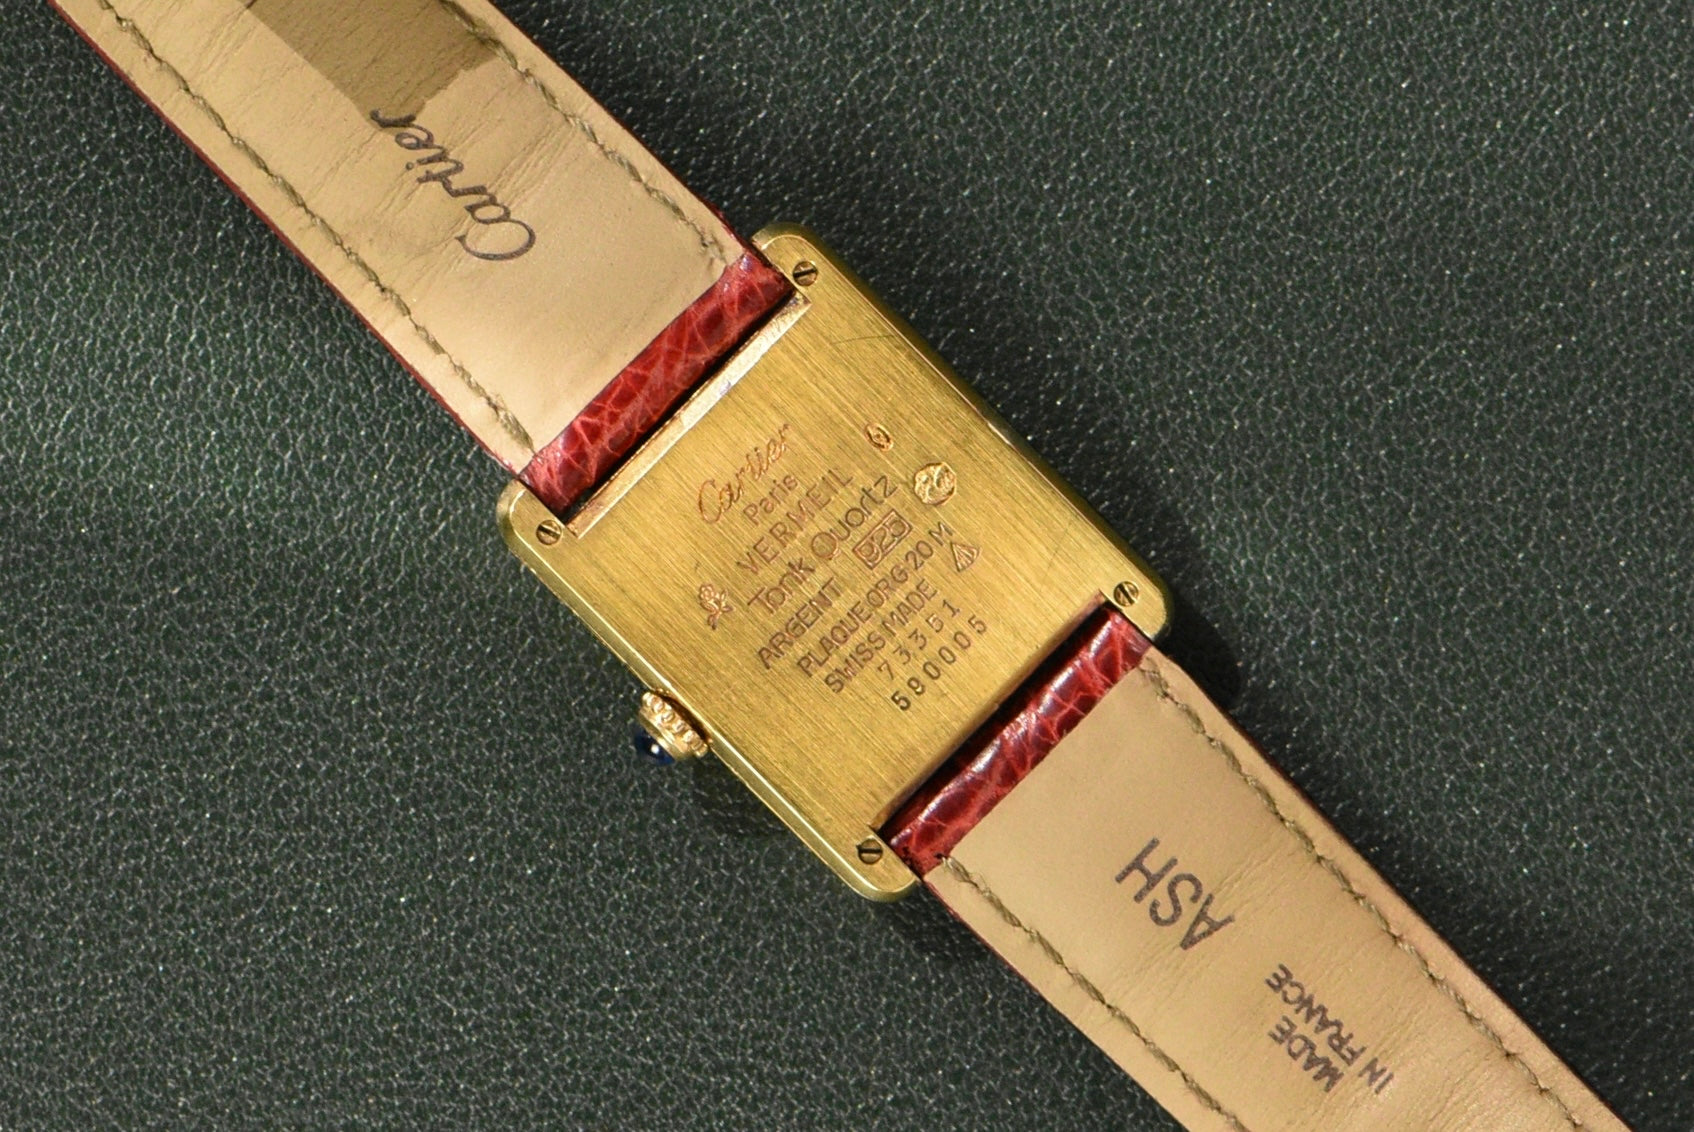 Cartier
Cartier
Paris
VERMEIL
Tank Quartz
ARGENT 925
PLAQUE OR G 20 M
SWISS MADE
73351
590005
ASH
MADE
IN FRANCE